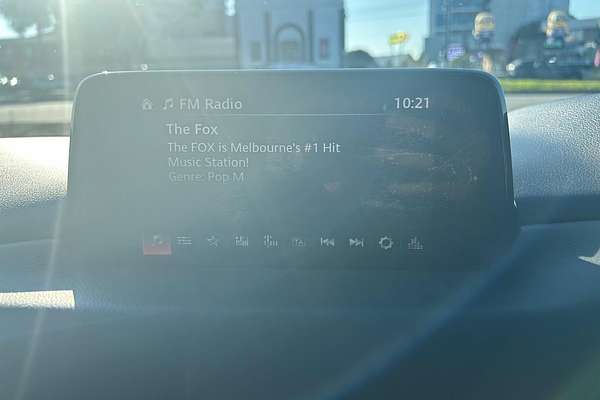 FM Radio 10:21
The Fox
The FOX is Melbourne's #1 Hit
Music Station!
Genre: Pop.M